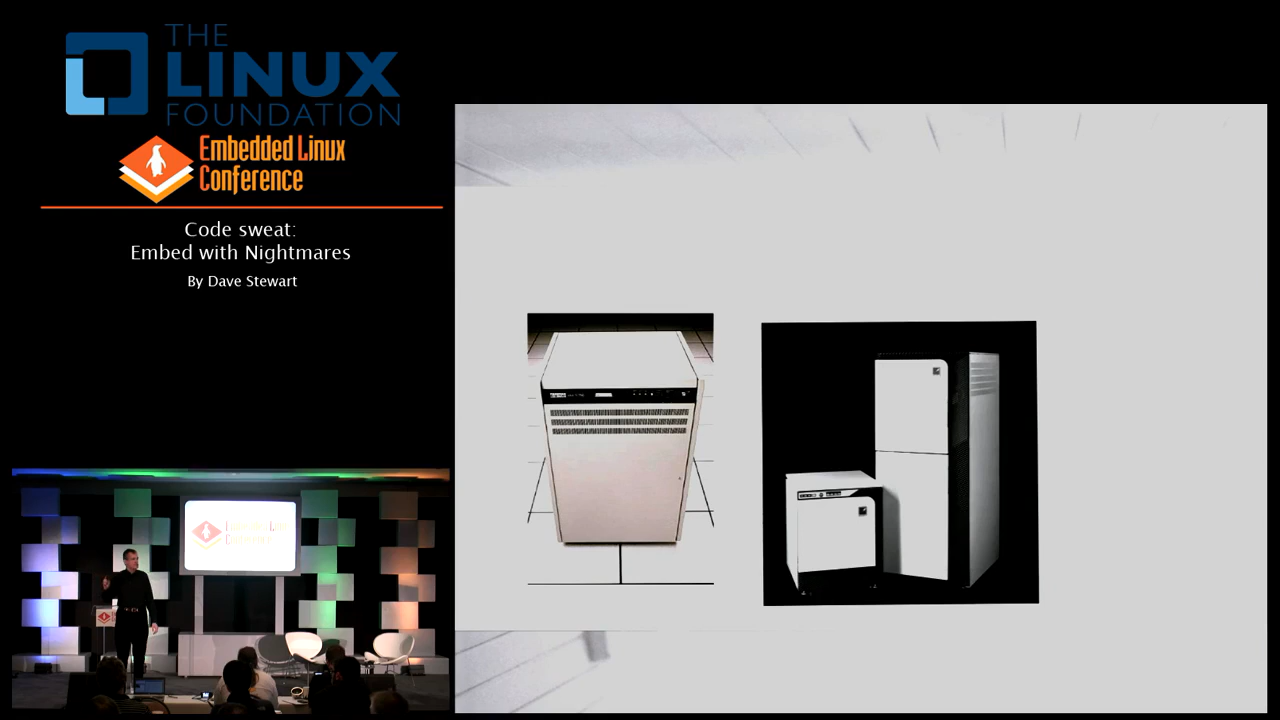 THE
LINUX
FOUNDATION
Embedded Linux
Conference
Code sweat:
Embed with Nightmares
By Dave Stewart